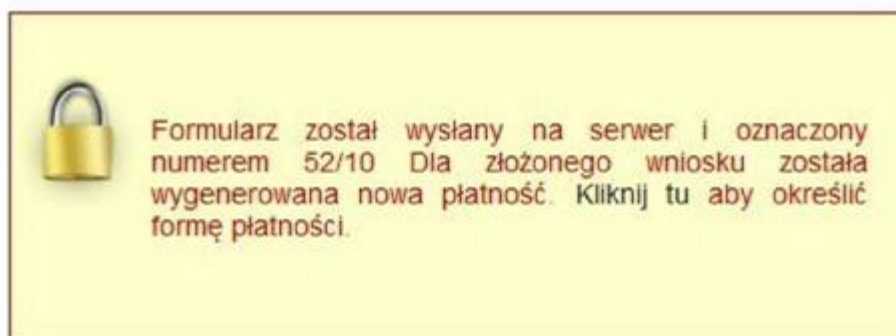 Formularz został wysłany na serwer i oznaczony
numerem 52/10 Dla złożonego wniosku została
wygenerowana nowa płatność. Kliknij tu aby określić
formę płatności.